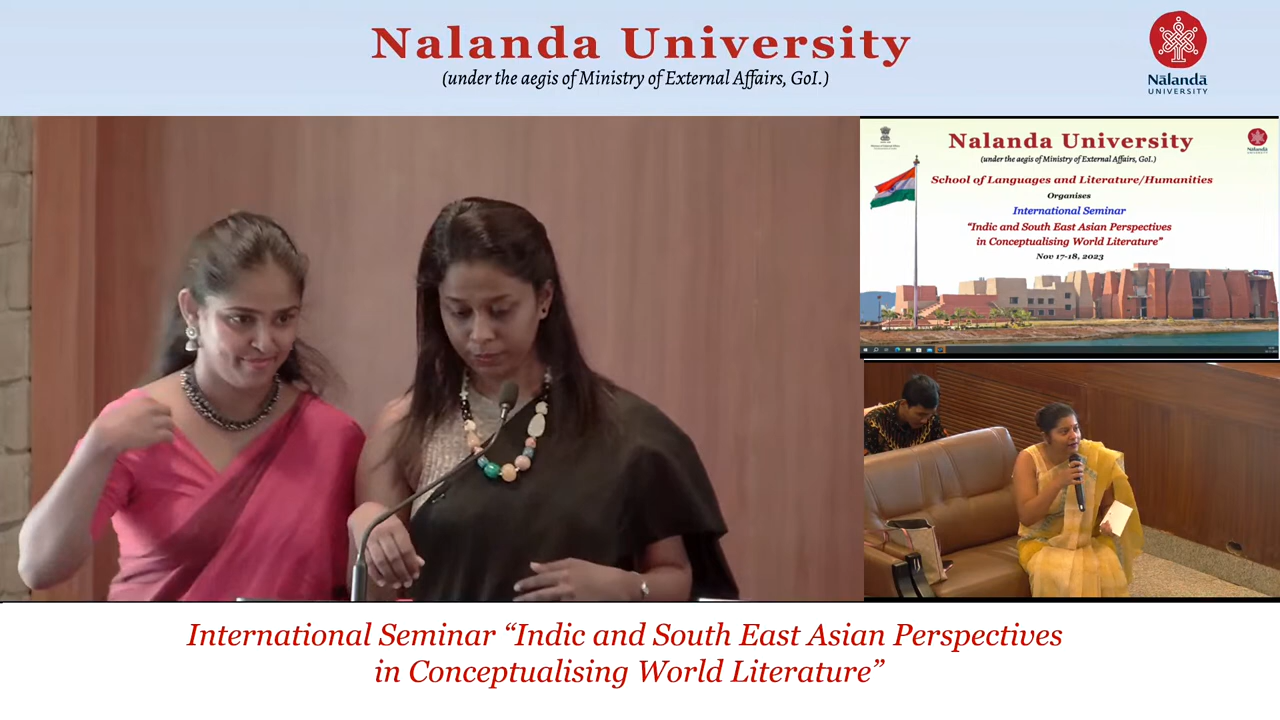 Nalanda University
(under the aegis of Ministry of External Affairs, GoI.)
Nālandā
UNIVERSITY
Nalanda University
(under the aegis of Ministry of External Affairs, GoI.)
School of Languages and Literature/Humanities
Organises
International Seminar
“Indic and South East Asian Perspectives
in Conceptualising World Literature”
Nov 17-18, 2023
International Seminar “Indic and South East Asian Perspectives
in Conceptualising World Literature”